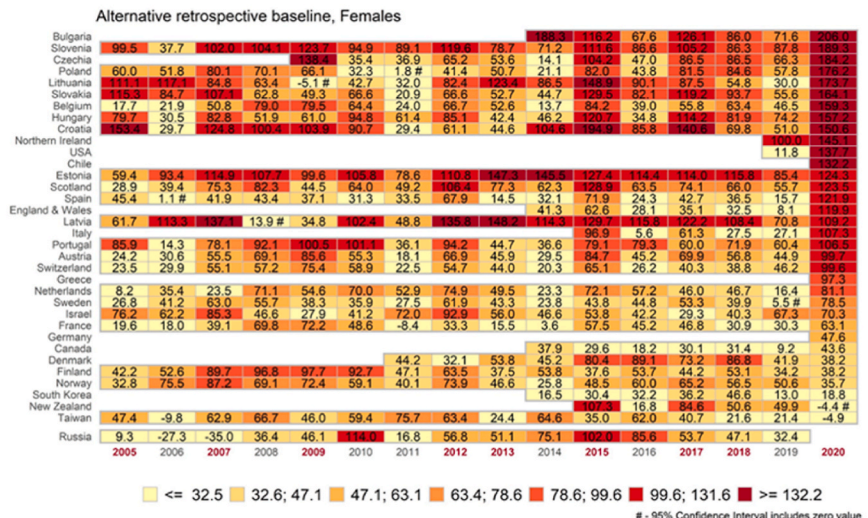 Alternative retrospective baseline, Females
Bulgaria 188.3 116.2 67.6 126.1 86.0 71.6 206.0
Slovenia 99.5 37.7 102.0 104.1 123.7 94.9 89.1 119.6 78.7 71.2 111.6 86.6 105.2 86.3 87.8 189.3
Czechia 138.4 35.4 36.9 65.2 53.6 14.1 104.2 47.0 86.5 86.5 66.3 184.2
Poland 60.0 51.8 80.1 70.1 66.1 32.3 1.8 # 41.4 50.7 21.1 82.0 43.8 81.5 84.6 57.8 176.2
Lithuania 111.1 117.1 84.8 63.4 -5.1 # 42.7 32.0 82.4 123.4 86.5 148.9 90.1 87.5 54.8 30.0 173.7
Slovakia 115.3 84.7 107.1 62.8 49.3 66.6 20.9 66.6 52.7 44.7 129.5 82.1 119.2 93.7 55.6 164.1
Belgium 17.7 21.9 50.8 79.0 79.5 64.4 24.0 66.7 52.6 13.7 84.2 39.0 55.8 63.4 46.5 159.3
Hungary 79.7 30.5 82.8 51.9 61.0 94.8 61.4 85.1 42.4 46.2 120.7 34.8 114.2 81.9 74.2 157.2
Croatia 153.4 29.7 124.8 100.4 103.9 90.7 29.4 61.1 44.6 104.6 194.9 85.8 140.6 69.8 51.0 150.8
Northern Ireland 100.0 145.1
USA 11.8 137.7
Chile 132.2
Estonia 59.4 93.4 114.9 107.7 99.6 105.8 78.6 110.8 147.3 145.5 127.4 114.4 114.0 115.8 85.4 124.3
Scotland 28.9 39.4 75.3 82.3 44.5 64.0 49.2 106.4 77.3 62.3 128.9 63.5 74.1 66.0 55.7 123.5
Spain 45.4 1.1 # 43.4 43.4 37.1 31.3 33.5 67.9 14.5 32.1 71.9 24.3 42.7 36.5 15.7 121.9
England & Wales 41.3 62.6 28.1 35.1 32.5 8.1 119.9
Latvia 61.7 113.3 137.1 13.9 # 34.8 102.4 48.8 135.8 148.2 114.3 129.7 115.8 122.2 108.4 70.8 109.2
Italy 96.9 5.6 61.3 27.5 27.1 107.3
Portugal 85.9 14.3 78.1 92.1 100.5 101.1 36.1 94.2 44.7 36.6 79.1 79.3 60.0 71.9 60.4 106.5
Austria 24.2 30.6 55.5 69.1 85.6 55.3 18.1 66.9 45.9 29.5 84.7 45.2 69.9 56.8 44.9 99.7
Switzerland 23.5 29.9 55.1 57.2 75.4 58.9 22.5 54.7 44.0 20.3 65.1 26.2 40.3 38.8 46.2 99.6
Greece 97.3
Netherlands 8.2 35.4 23.5 71.1 54.6 70.0 52.9 74.9 49.5 23.3 72.1 57.2 46.0 46.7 16.4 81.1
Sweden 26.8 41.2 63.0 55.7 38.3 35.9 27.5 61.9 43.3 23.8 43.8 44.8 53.3 39.9 5.5 # 78.5
Israel 76.2 62.2 85.3 46.6 27.9 41.2 72.0 92.9 56.0 46.6 53.8 42.2 29.3 40.3 67.3 70.3
France 19.6 18.0 39.1 69.8 72.2 48.6 -8.4 33.3 15.5 3.6 57.5 45.2 46.8 30.9 30.3 63.1
Germany 47.6
Canada 37.9 29.6 18.2 30.1 31.4 9.2 43.6
Denmark 44.2 32.1 53.8 45.2 80.4 89.1 73.2 86.8 41.9 38.2
Finland 42.2 52.6 89.7 96.8 97.7 92.7 47.1 63.5 37.5 53.8 37.6 53.7 44.2 53.1 34.2 38.2
Norway 32.8 75.5 87.2 69.1 72.4 59.1 40.1 73.9 46.6 25.8 48.5 60.0 65.2 56.5 50.6 35.7
South Korea 16.5 30.4 32.2 36.2 46.6 13.0 18.8
New Zealand 107.3 16.8 84.6 50.6 49.9 -4.4 #
Taiwan 47.4 -9.8 62.9 66.7 46.0 59.4 75.7 63.4 24.4 64.6 35.0 62.0 40.7 21.6 21.4 -4.9
Russia 9.3 -27.3 -35.0 36.4 46.1 114.0 16.8 56.8 51.1 75.1 102.0 85.6 53.7 47.1 32.4
2005 2006 2007 2008 2009 2010 2011 2012 2013 2014 2015 2016 2017 2018 2019 2020
<= 32.5 32.6; 47.1 47.1; 63.1 63.4; 78.6 78.6; 99.6 99.6; 131.6 >= 132.2
# - 95% Confidence Interval includes zero value